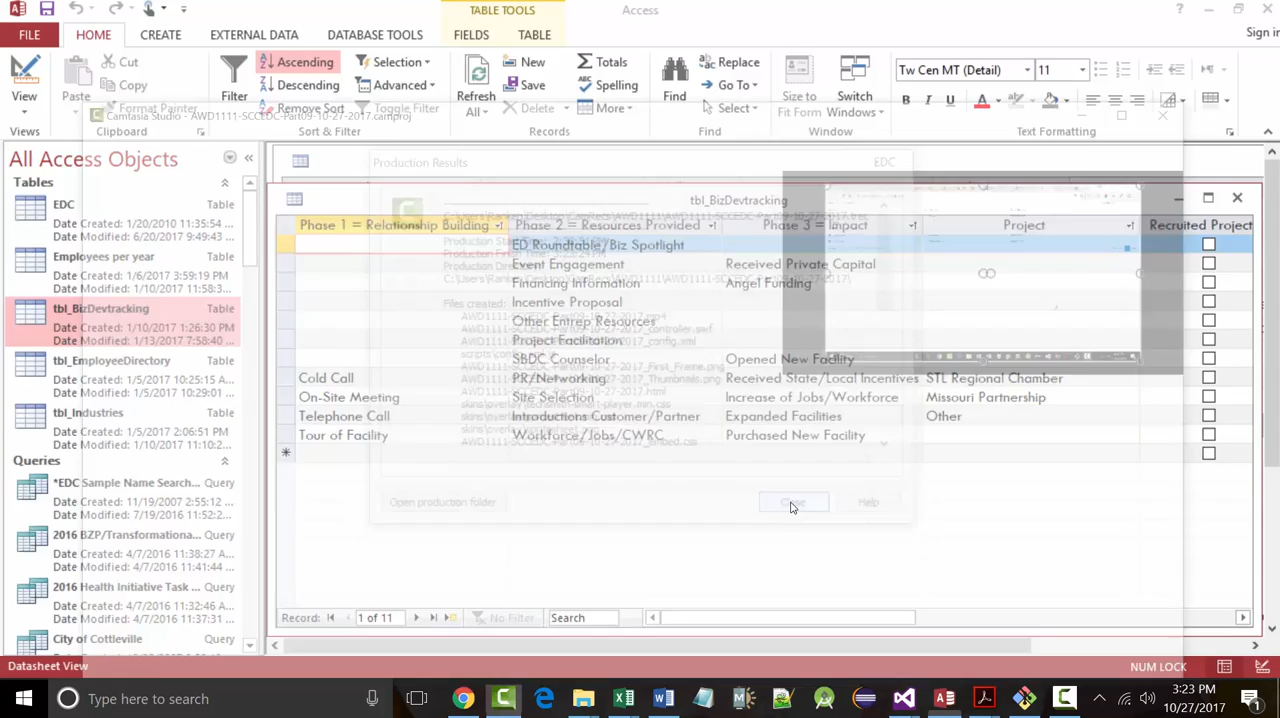 TABLE TOOLS
Access
Sign in
FILE HOME CREATE EXTERNAL DATA DATABASE TOOLS FIELDS TABLE
View
Views
Paste
Cut
Copy
Format Painter
Clipboard
Filter
Ascending
Descending
Remove Sort
Selection
Advanced
Toggle Filter
Sort & Filter
Refresh
All
New
Save
Delete
Totals
Spelling
More
Records
Find
Replace
Go To
Select
Find
Size to
Fit Form
Switch
Windows
Window
Tw Cen MT (Detail) 11
B I U A
Text Formatting
Camtasia Studio - AWD1111-SCCEDC-Part09-10-27-2017.camproj
All Access Objects
Tables
EDC Table
Date Created: 1/20/2010 11:35:54 ...
Date Modified: 6/20/2017 9:49:43 ...
Employees per year Table
Date Created: 1/6/2017 3:59:19 PM
Date Modified: 1/10/2017 11:58:3...
tbl_BizDevtracking Table
Date Created: 1/10/2017 1:26:30 PM
Date Modified: 1/13/2017 7:58:40 ...
tbl_EmployeeDirectory Table
Date Created: 1/5/2017 10:25:15 A...
Date Modified: 1/5/2017 10:29:01 ...
tbl_Industries Table
Date Created: 1/5/2017 2:06:51 PM
Date Modified: 1/10/2017 11:10:2...
Queries
*EDC Sample Name Search... Query
Date Created: 11/19/2007 2:55:12 ...
Date Modified: 7/19/2016 11:52:2...
2016 BZP/Transformationa... Query
Date Created: 4/7/2016 11:38:27 A...
Date Modified: 4/7/2016 11:41:44 ...
2016 Health Initiative Task ... Query
Date Created: 4/7/2016 11:32:46 A...
Date Modified: 4/7/2016 11:37:31 ...
City of Cottleville Query
Production Results
EDC
tbl_BizDevtracking
Phase 1 = Relationship Building Phase 2 = Resources Provided Phase 3 = Impact Project Recruited Project
ED Roundtable/Biz Spotlight
Event Engagement Received Private Capital
Financing Information Angel Funding
Incentive Proposal
Other Entrep Resources
Project Facilitation
SBDC Counselor Opened New Facility
Cold Call PR/Networking Received State/Local Incentives STL Regional Chamber
On-Site Meeting Site Selection Increase of Jobs/Workforce Missouri Partnership
Telephone Call Introductions Customer/Partner Expanded Facilities Other
Tour of Facility Workforce/Jobs/CWRC Purchased New Facility
Files created:
Open production folder Close Help
Record: 1 of 11 No Filter Search
Datasheet View
NUM LOCK
Type here to search
3:23 PM
10/27/2017